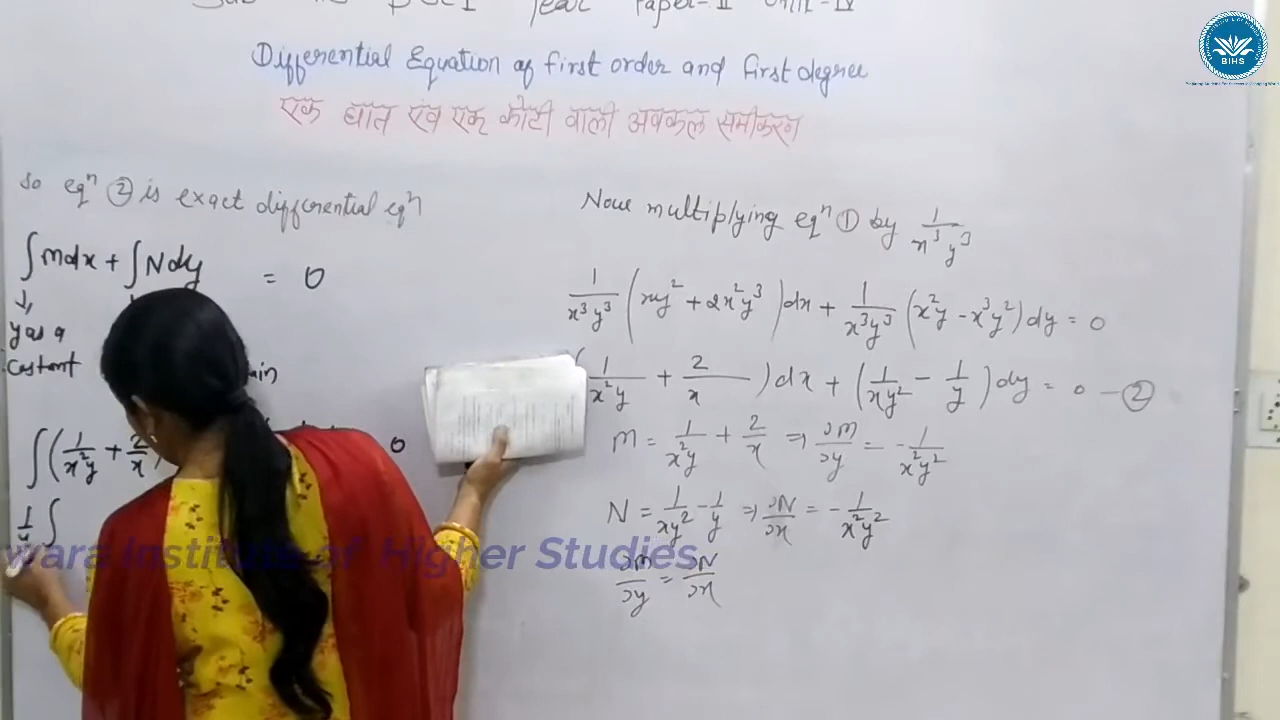 Year Paper-II Unit-IV
Differential Equation of first order and first degree
एक घात एवं एक कोटी वाली अवकल समीकरण
BIHS
So eqⁿ ② is exact differential eqⁿ
∫mdx + ∫Ndy = 0
↓
y as a
Costant
∫(1/x²y + 2/x 0
1/y ∫
Now multiplying eqⁿ ① by 1/x³y³
1/x³y³ (xy² + 2x²y³)dx + 1/x³y³ (x²y - x³y²)dy = 0
(1/x²y + 2/x)dx + (1/xy² - 1/y)dy = 0 - ②
M = 1/x²y + 2/x ⇒ ∂M/∂y = -1/x²y²
N = 1/xy² - 1/y ⇒ ∂N/∂x = -1/x²y²
∂M/∂y = ∂N/∂x
wara Institute of Higher Studies